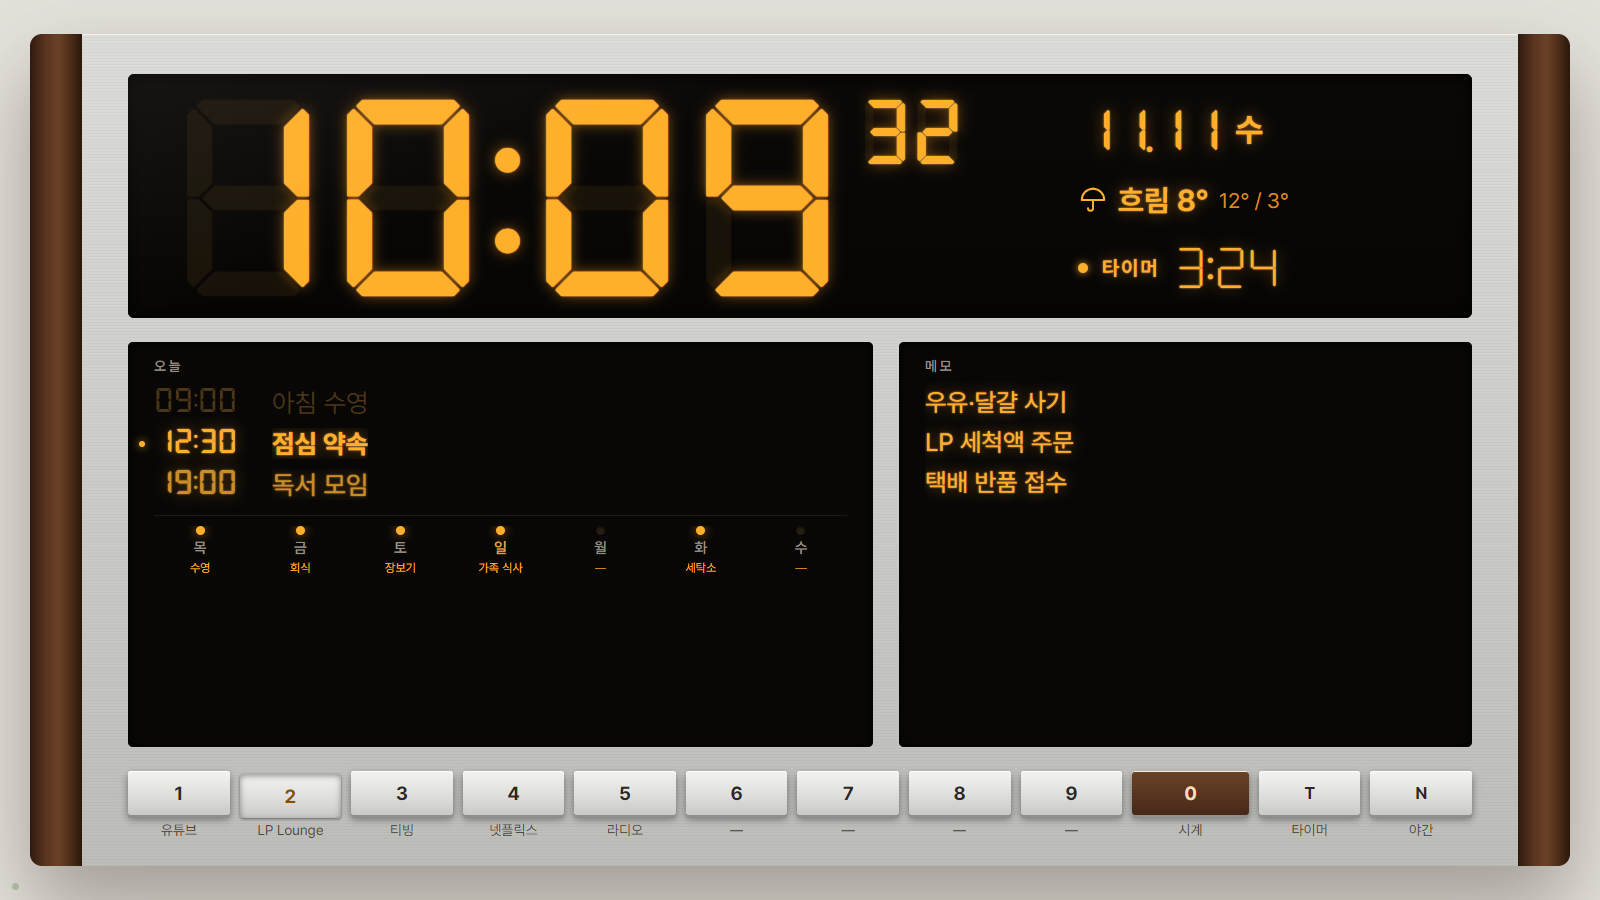 10:09 32
11.11 수
흐림 8° 12° / 3°
타이머 3:24
오늘
09:00 아침 수영
12:30 점심 약속
19:00 독서 모임
목 금 토 일 월 화 수
수영 회식 장보기 가족 식사 — 세탁소 —
메모
우유·달걀 사기
LP 세척액 주문
택배 반품 접수
1 2 3 4 5 6 7 8 9 0 T N
유튜브 LP Lounge 티빙 넷플릭스 라디오 — — — — 시계 타이머 야간